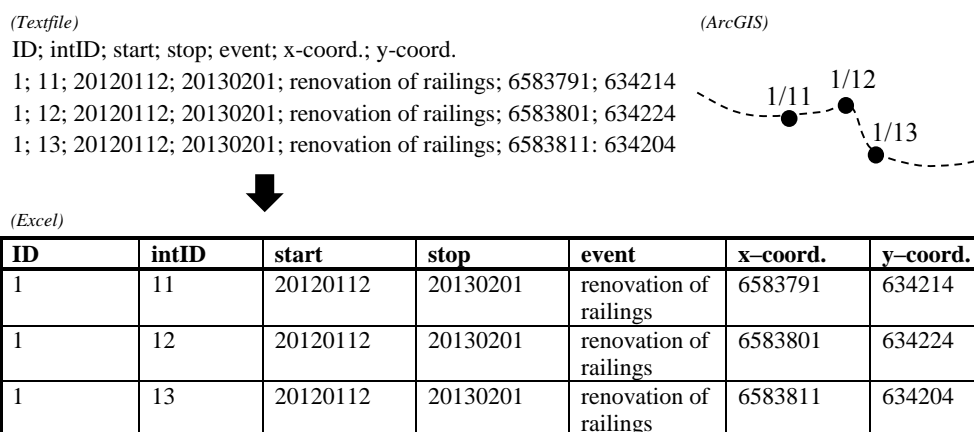 (Textfile)
ID; intID; start; stop; event; x-coord.; y-coord.
1; 11; 20120112; 20130201; renovation of railings; 6583791; 634214
1; 12; 20120112; 20130201; renovation of railings; 6583801; 634224
1; 13; 20120112; 20130201; renovation of railings; 6583811: 634204
(ArcGIS)
1/11
1/12
1/13
(Excel)
ID intID start stop event x–coord. y–coord.
1 11 20120112 20130201 renovation of railings 6583791 634214
1 12 20120112 20130201 renovation of railings 6583801 634224
1 13 20120112 20130201 renovation of railings 6583811 634204